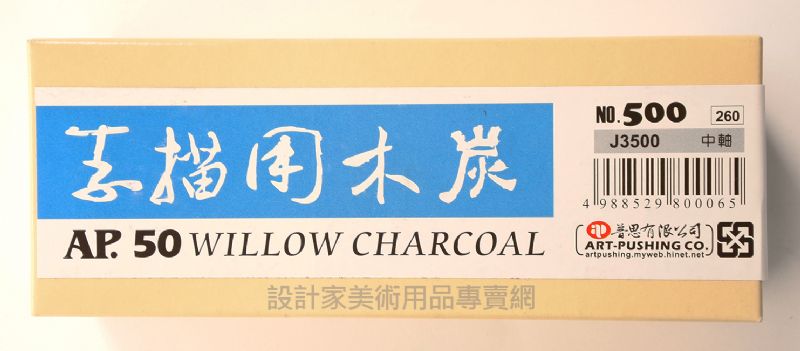 素描用木炭
AP. 50 WILLOW CHARCOAL
NO. 500
260
J3500 中軸
4 988529 800065
ap 普思有限公司
ART-PUSHING CO.
artpushing.myweb.hinet.net
設計家美術用品專賣網